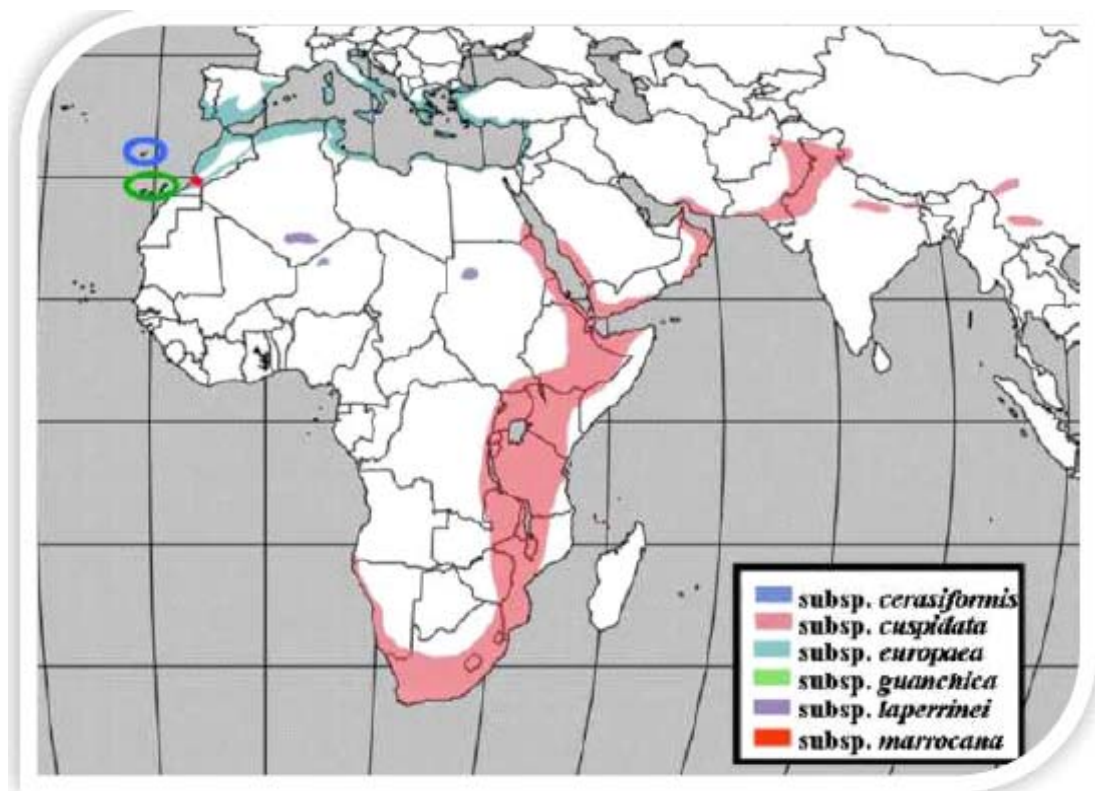 subsp. cerasiformis
subsp. cuspidata
subsp. europaea
subsp. guanchica
subsp. laperrinei
subsp. marrocana